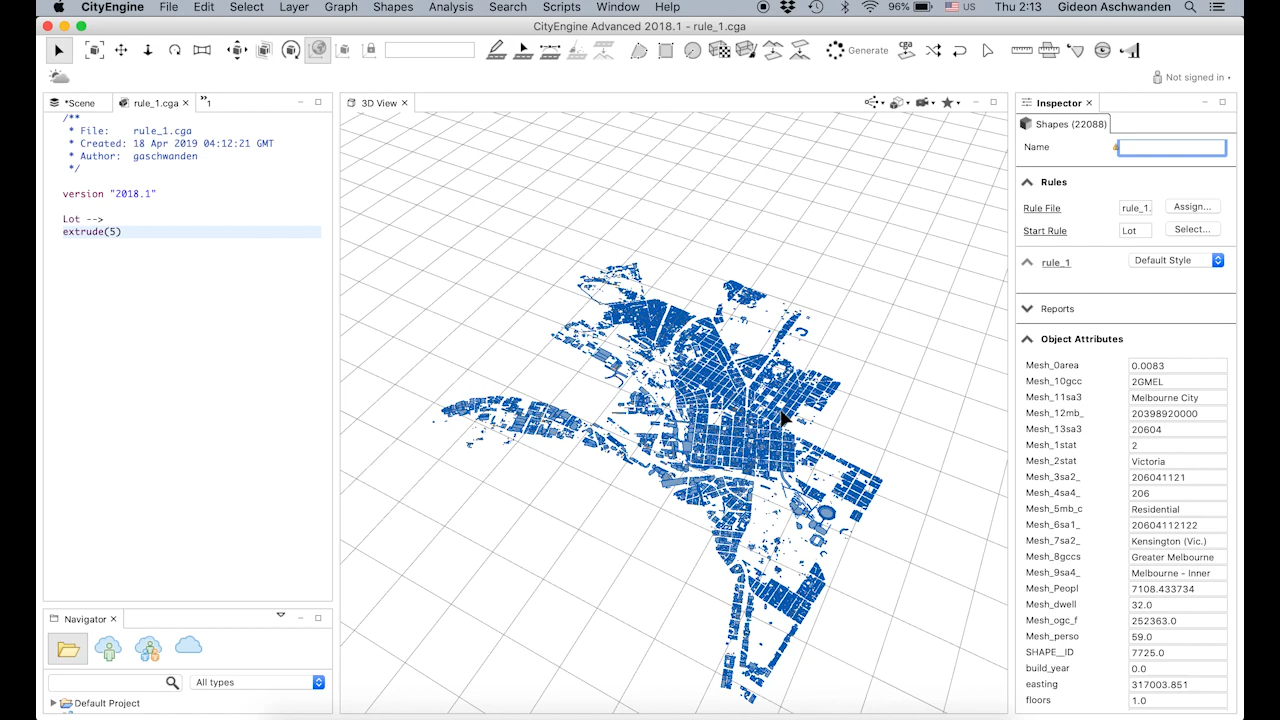 CityEngine File Edit Select Layer Graph Shapes Analysis Search Scripts Window Help 96% US Thu 2:13 Gideon Aschwanden
CityEngine Advanced 2018.1 - rule_1.cga
cga Generate
Not signed in
*Scene rule_1.cga 1
/**
* File: rule_1.cga
* Created: 18 Apr 2019 04:12:21 GMT
* Author: gaschwanden
*/
version "2018.1"
Lot -->
extrude(5)
Navigator
All types
Default Project
3D View
Inspector
Shapes (22088)
Name
Rules
Rule File rule_1. Assign...
Start Rule Lot Select...
rule_1 Default Style
Reports
Object Attributes
Mesh_0area 0.0083
Mesh_10gcc 2GMEL
Mesh_11sa3 Melbourne City
Mesh_12mb_ 20398920000
Mesh_13sa3 20604
Mesh_1stat 2
Mesh_2stat Victoria
Mesh_3sa2_ 206041121
Mesh_4sa4_ 206
Mesh_5mb_c Residential
Mesh_6sa1_ 20604112122
Mesh_7sa2_ Kensington (Vic.)
Mesh_8gccs Greater Melbourne
Mesh_9sa4_ Melbourne - Inner
Mesh_Peopl 7108.433734
Mesh_dwell 32.0
Mesh_ogc_f 252363.0
Mesh_perso 59.0
SHAPE__ID 7725.0
build_year 0.0
easting 317003.851
floors 1.0